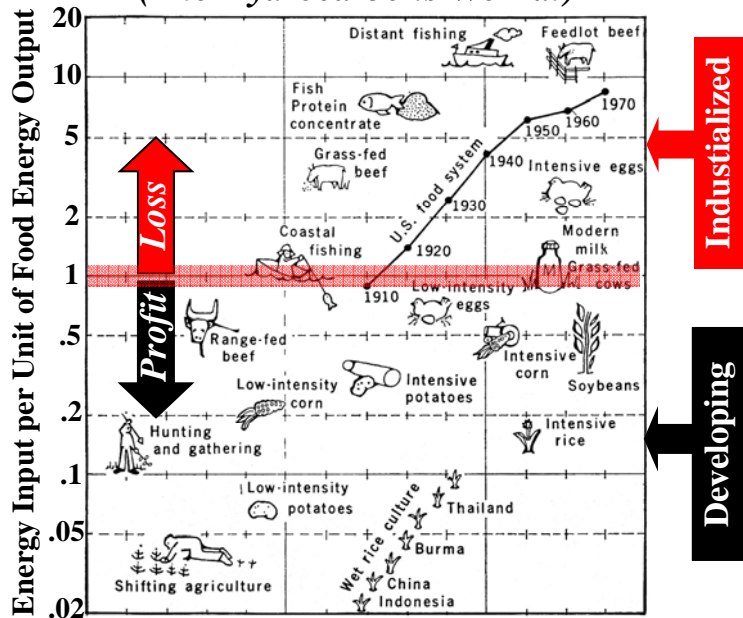 20
10
5
2
1
.5
.2
.1
.05
.02
Energy Input per Unit of Food Energy Output
Loss
Profit
Distant fishing
Feedlot beef
Fish
Protein
concentrate
Grass-fed
beef
U.S. food system
1910
1920
1930
1940
1950
1960
1970
Intensive eggs
Coastal
fishing
Modern
milk
Grass-fed
cows
Low-intensity
eggs
Range-fed
beef
Intensive
corn
Soybeans
Low-intensity
corn
Intensive
potatoes
Hunting
and gathering
Intensive
rice
Low-intensity
potatoes
Wet rice culture
Thailand
Burma
China
Indonesia
Shifting agriculture
Industialized
Developing